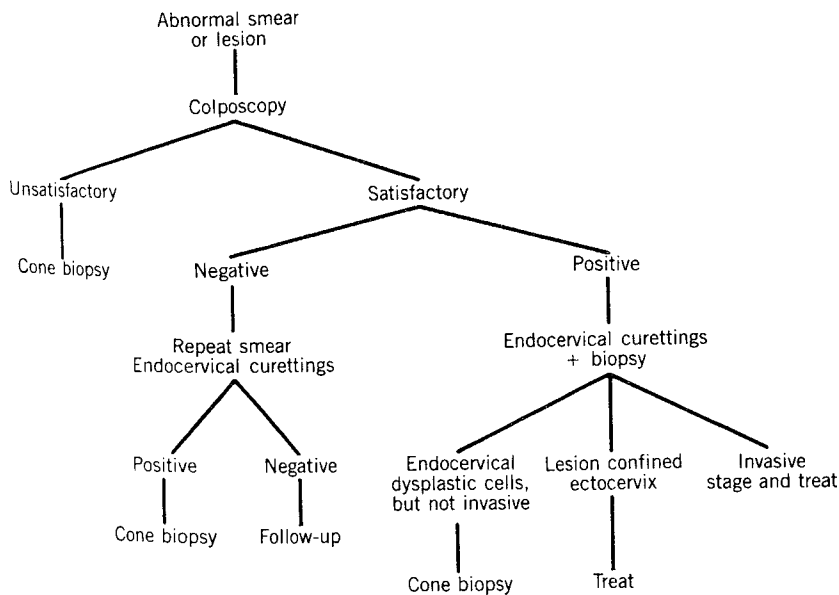 Abnormal smear
or lesion
Colposcopy
Unsatisfactory
Satisfactory
Cone biopsy
Negative
Positive
Repeat smear
Endocervical curettings
Endocervical curettings
+ biopsy
Positive
Negative
Endocervical
dysplastic cells,
but not invasive
Lesion confined
ectocervix
Invasive
stage and treat
Cone biopsy
Follow-up
Cone biopsy
Treat